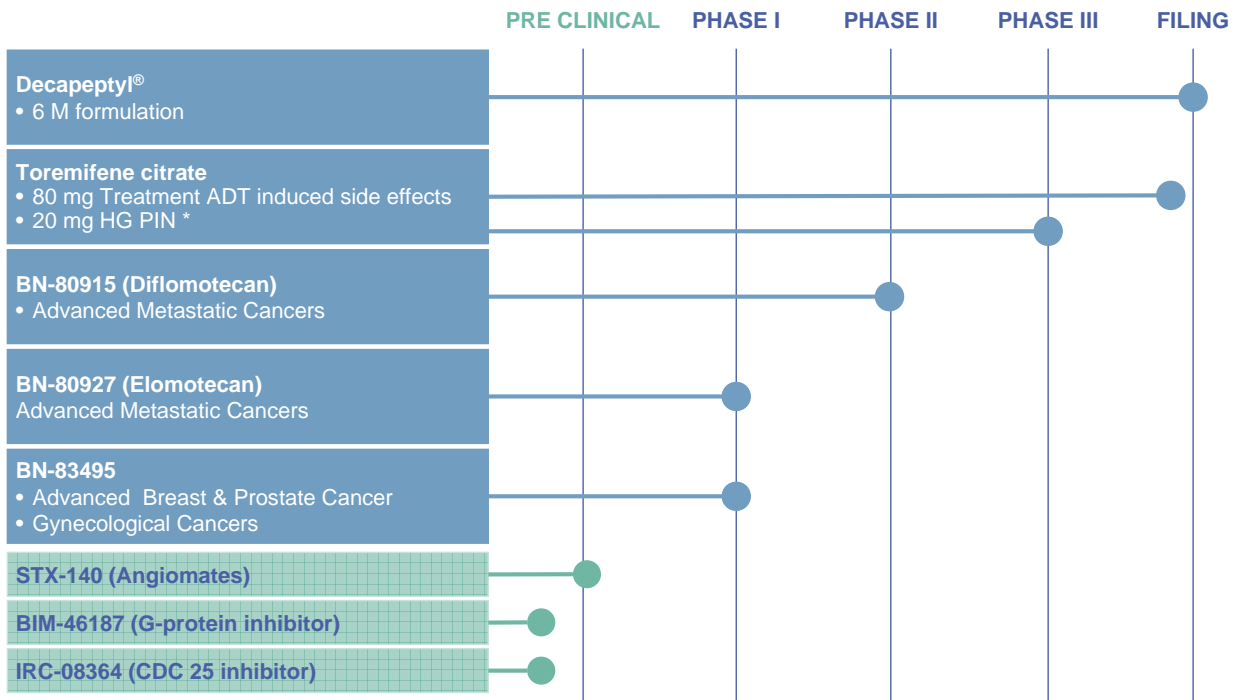 PRE CLINICAL PHASE I PHASE II PHASE III FILING
Decapeptyl®
• 6 M formulation
Toremifene citrate
• 80 mg Treatment ADT induced side effects
• 20 mg HG PIN *
BN-80915 (Diflomotecan)
• Advanced Metastatic Cancers
BN-80927 (Elomotecan)
Advanced Metastatic Cancers
BN-83495
• Advanced Breast & Prostate Cancer
• Gynecological Cancers
STX-140 (Angiomates)
BIM-46187 (G-protein inhibitor)
IRC-08364 (CDC 25 inhibitor)